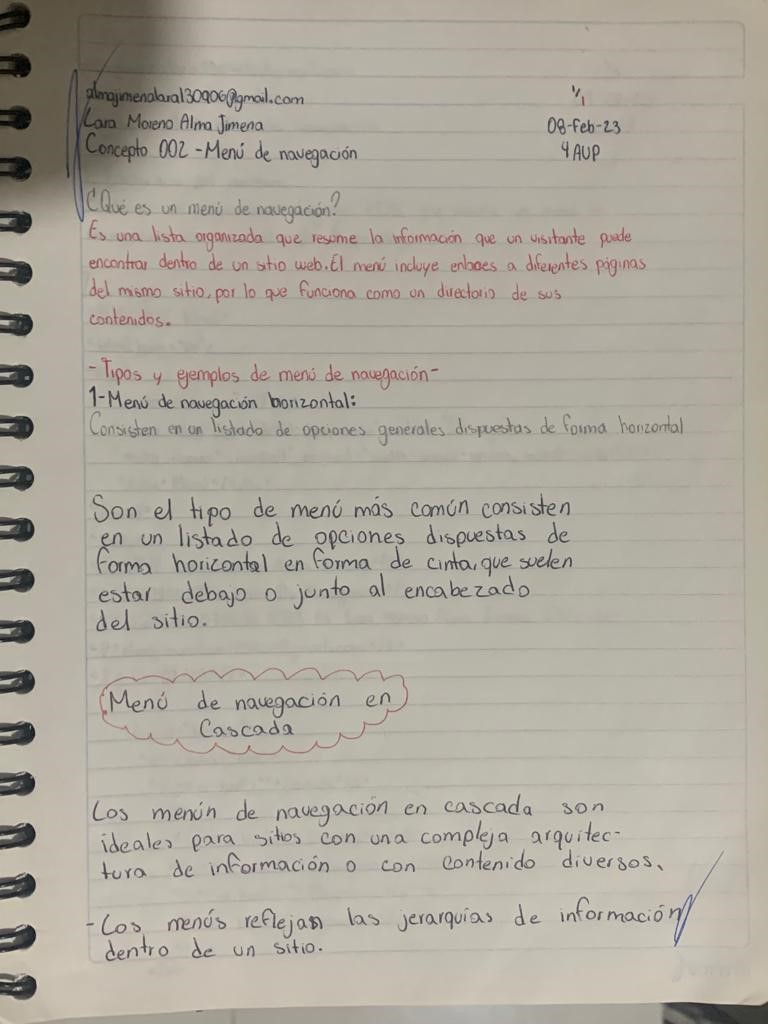 almajimenalara130906@gmail.com 1/1
Lara Moreno Alma Jimena 08-Feb-23
Concepto 002 -Menú de navegación 4 AUP
¿Qué es un menú de navegación?
Es una lista organizada que resume la información que un visitante puede
encontrar dentro de un sitio web. El menú incluye enlaces a diferentes páginas
del mismo sitio, por lo que funciona como un directorio de sus
contenidos.
-Tipos y ejemplos de menú de navegación-
1-Menú de navegación horizontal:
Consisten en un listado de opciones generales dispuestas de forma horizontal
Son el tipo de menú más común consisten
en un listado de opciones dispuestas de
forma horizontal en forma de cinta, que suelen
estar debajo o junto al encabezado
del sitio.
Menú de navegación en
Cascada
Los menún de navegación en cascada son
ideales para sitios con una compleja arquitec-
tura de información o con contenido diversos.
-Los menús reflejan las jerarquías de información
dentro de un sitio.